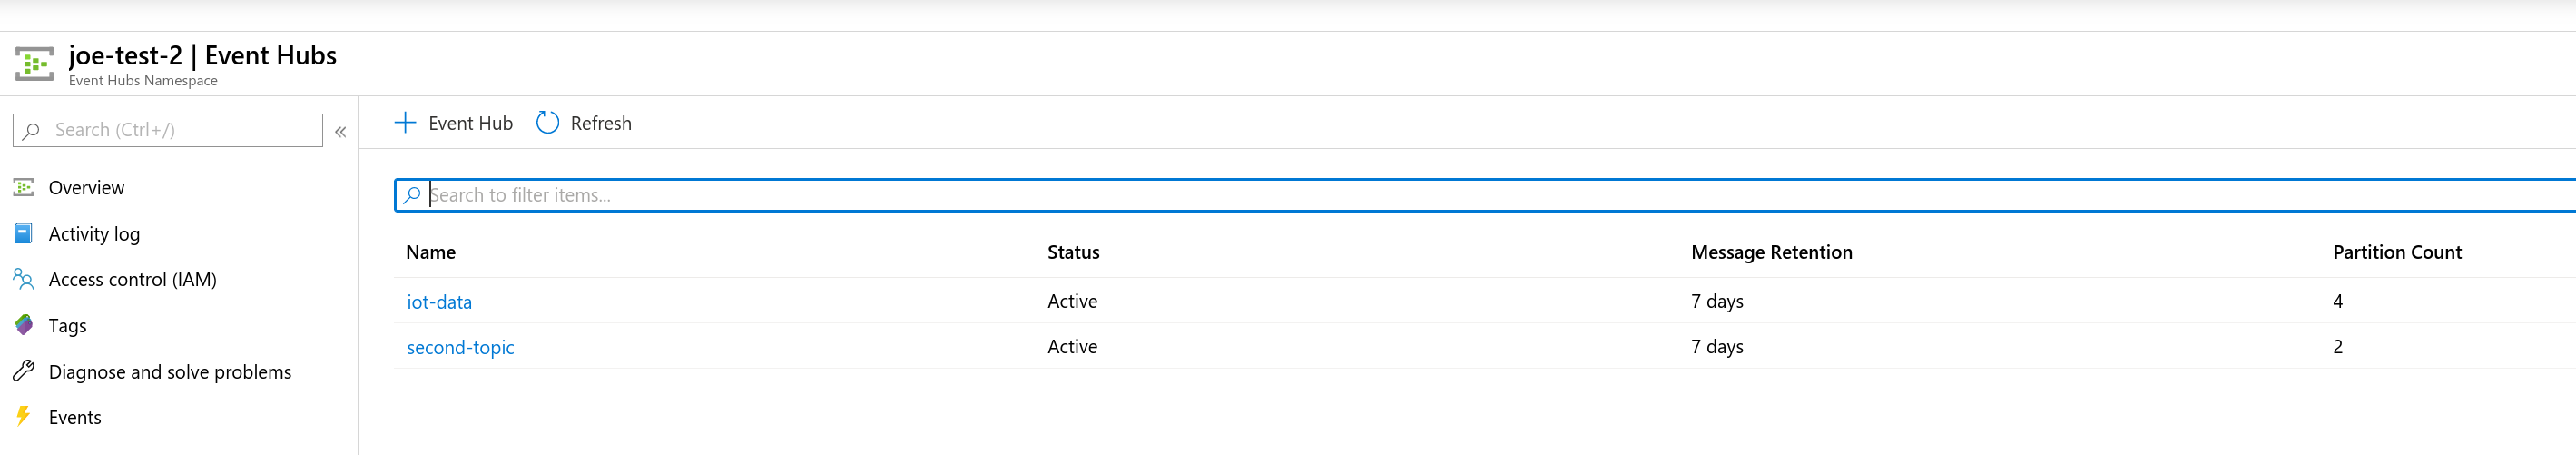 joe-test-2 | Event Hubs
Event Hubs Namespace
Search (Ctrl+/)
«
Overview
Activity log
Access control (IAM)
Tags
Diagnose and solve problems
Events
Event Hub Refresh
Search to filter items...
Name Status Message Retention Partition Count
iot-data Active 7 days 4
second-topic Active 7 days 2